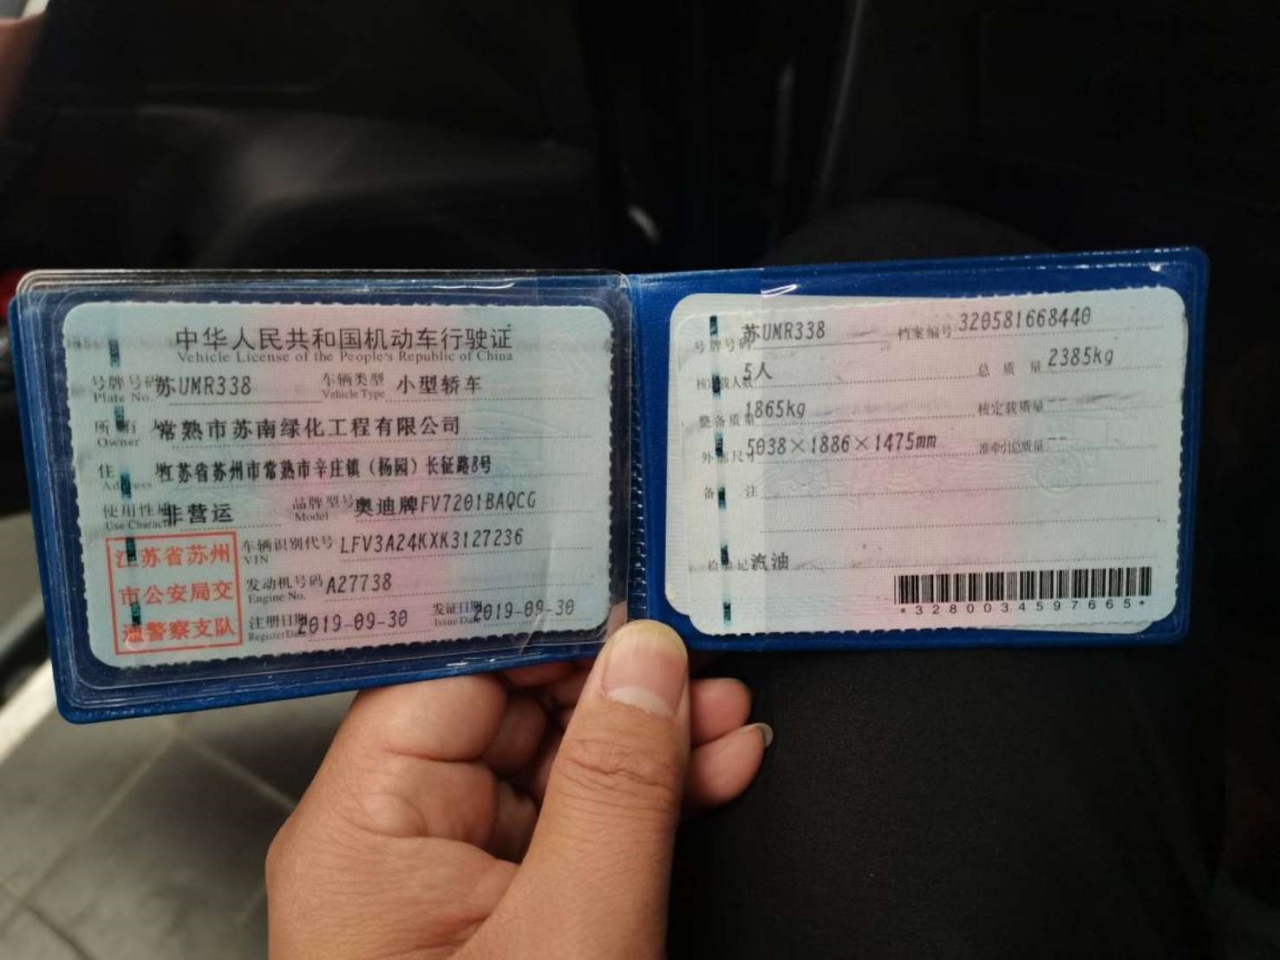 中华人民共和国机动车行驶证
Vehicle License of the People's Republic of China
号牌号码 苏UMR338 车辆类型 小型轿车
Plate No. Vehicle Type
所有人 常熟市苏南绿化工程有限公司
Owner
住址 江苏省苏州市常熟市辛庄镇（杨园）长征路8号
Address
使用性质 非营运 品牌型号 奥迪牌FV7201BAQCG
Use Character Model
江苏省苏州
市公安局交
通警察支队
车辆识别代号 LFV3A24KXK3127236
VIN
发动机号码 A27738
Engine No.
注册日期 2019-09-30 发证日期 2019-09-30
Register Date Issue Date
号牌号码 苏UMR338 档案编号 320581668440
核定载人数 5人 总质量 2385kg
整备质量 1865kg 核定载质量 --
外廓尺寸 5038×1886×1475mm 准牵引总质量 --
备注
检验记录 汽油
*3280034597665*